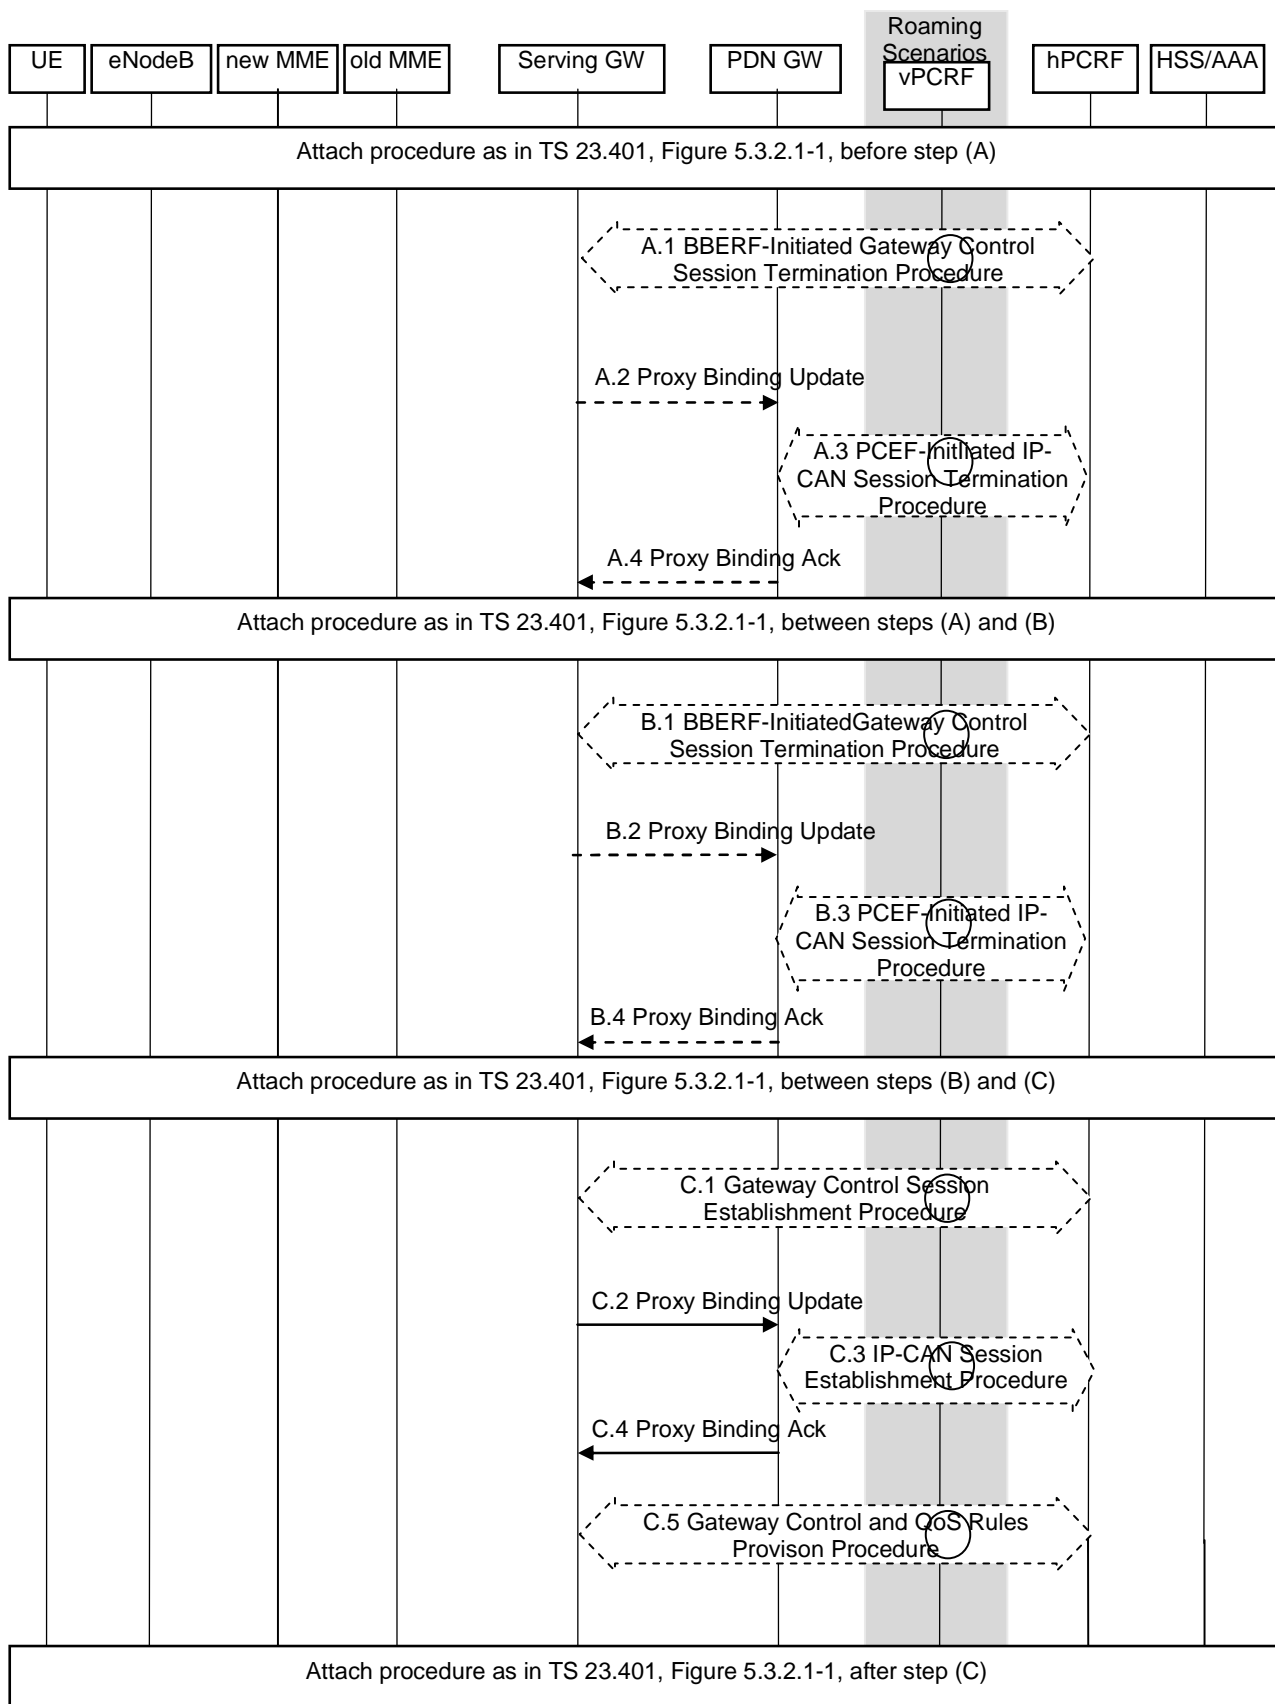 Roaming
Scenarios
UE
eNodeB
new MME
old MME
Serving GW
PDN GW
vPCRF
hPCRF
HSS/AAA
Attach procedure as in TS 23.401, Figure 5.3.2.1-1, before step (A)
A.1 BBERF-Initiated Gateway Control
Session Termination Procedure
A.2 Proxy Binding Update
A.3 PCEF-Initliated IP-
CAN Session Termination
Procedure
A.4 Proxy Binding Ack
Attach procedure as in TS 23.401, Figure 5.3.2.1-1, between steps (A) and (B)
B.1 BBERF-InitiatedGateway Control
Session Termination Procedure
B.2 Proxy Binding Update
B.3 PCEF-Initiated IP-
CAN Session Termination
Procedure
B.4 Proxy Binding Ack
Attach procedure as in TS 23.401, Figure 5.3.2.1-1, between steps (B) and (C)
C.1 Gateway Control Session
Establishment Procedure
C.2 Proxy Binding Update
C.3 IP-CAN Session
Establishment Procedure
C.4 Proxy Binding Ack
C.5 Gateway Control and QoS Rules
Provison Procedure
Attach procedure as in TS 23.401, Figure 5.3.2.1-1, after step (C)